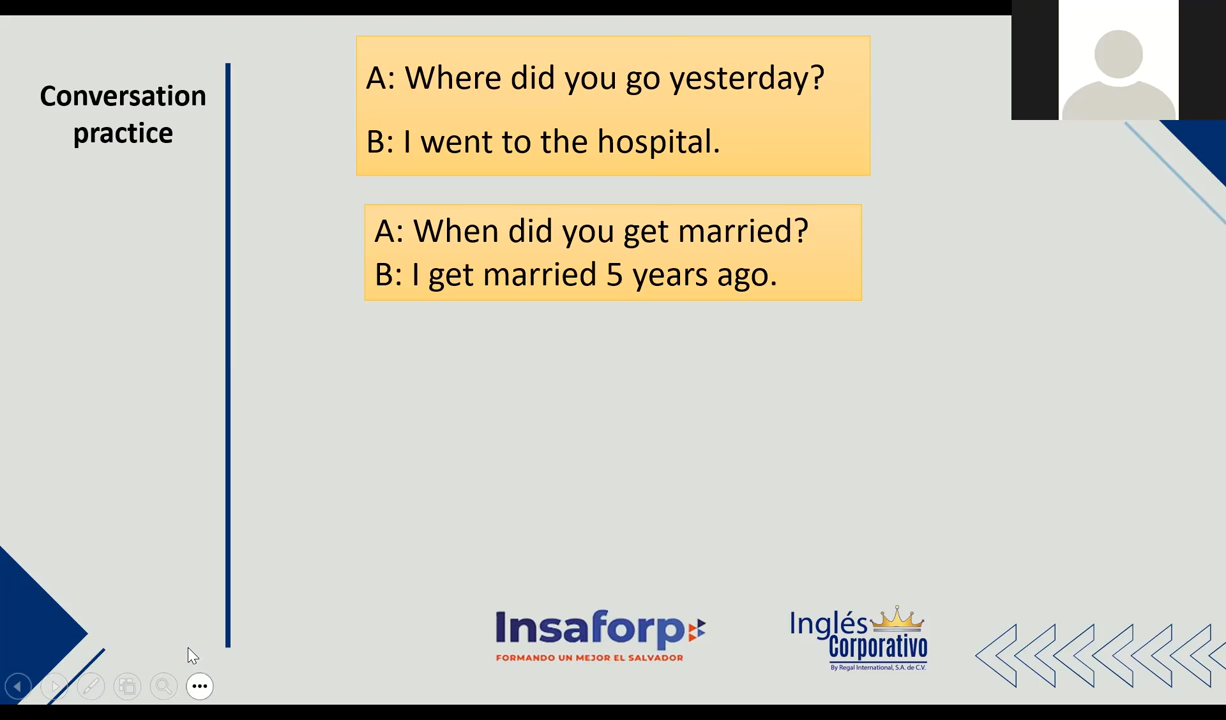 Conversation
practice
A: Where did you go yesterday?
B: I went to the hospital.
A: When did you get married?
B: I get married 5 years ago.
Insaforp
FORMANDO UN MEJOR EL SALVADOR
Inglés
Corporativo
By Regal International, S.A. de C.V.